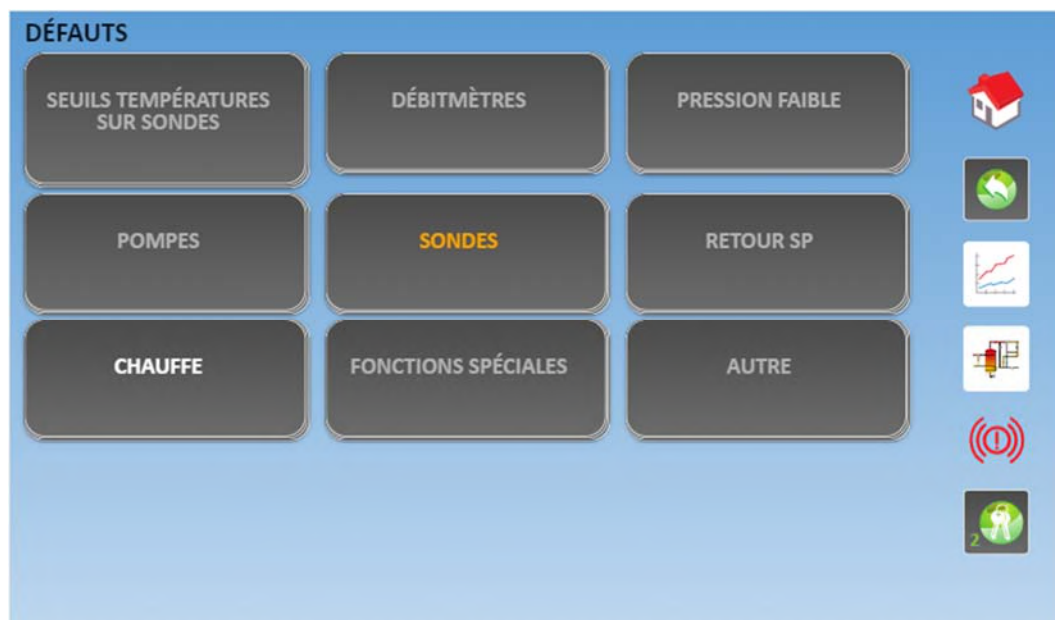 DÉFAUTS
SEUILS TEMPÉRATURES
SUR SONDES
DÉBITMÈTRES
PRESSION FAIBLE
POMPES
SONDES
RETOUR SP
CHAUFFE
FONCTIONS SPÉCIALES
AUTRE
2